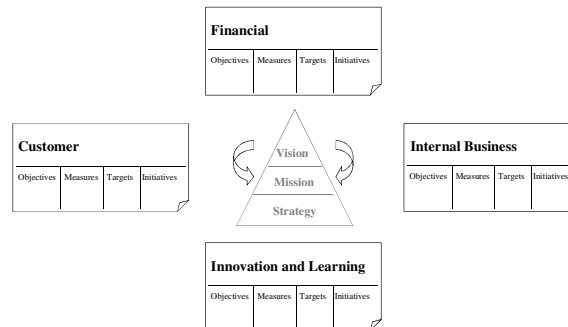 Financial
Objectives Measures Targets Initiatives
Customer
Objectives Measures Targets Initiatives
Vision
Mission
Strategy
Internal Business
Objectives Measures Targets Initiatives
Innovation and Learning
Objectives Measures Targets Initiatives